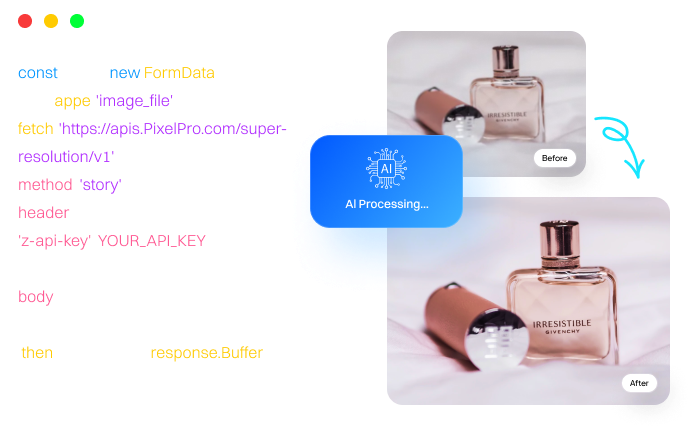 const new FormData
appe 'image_file'
fetch 'https://apis.PixelPro.com/super-
resolution/v1'
method 'story'
header
'z-api-key' YOUR_API_KEY
body
then response.Buffer
IRRESISTIBLE
GIVENCHY
Before
AI
AI Processing...
IRRESISTIBLE
GIVENCHY
After